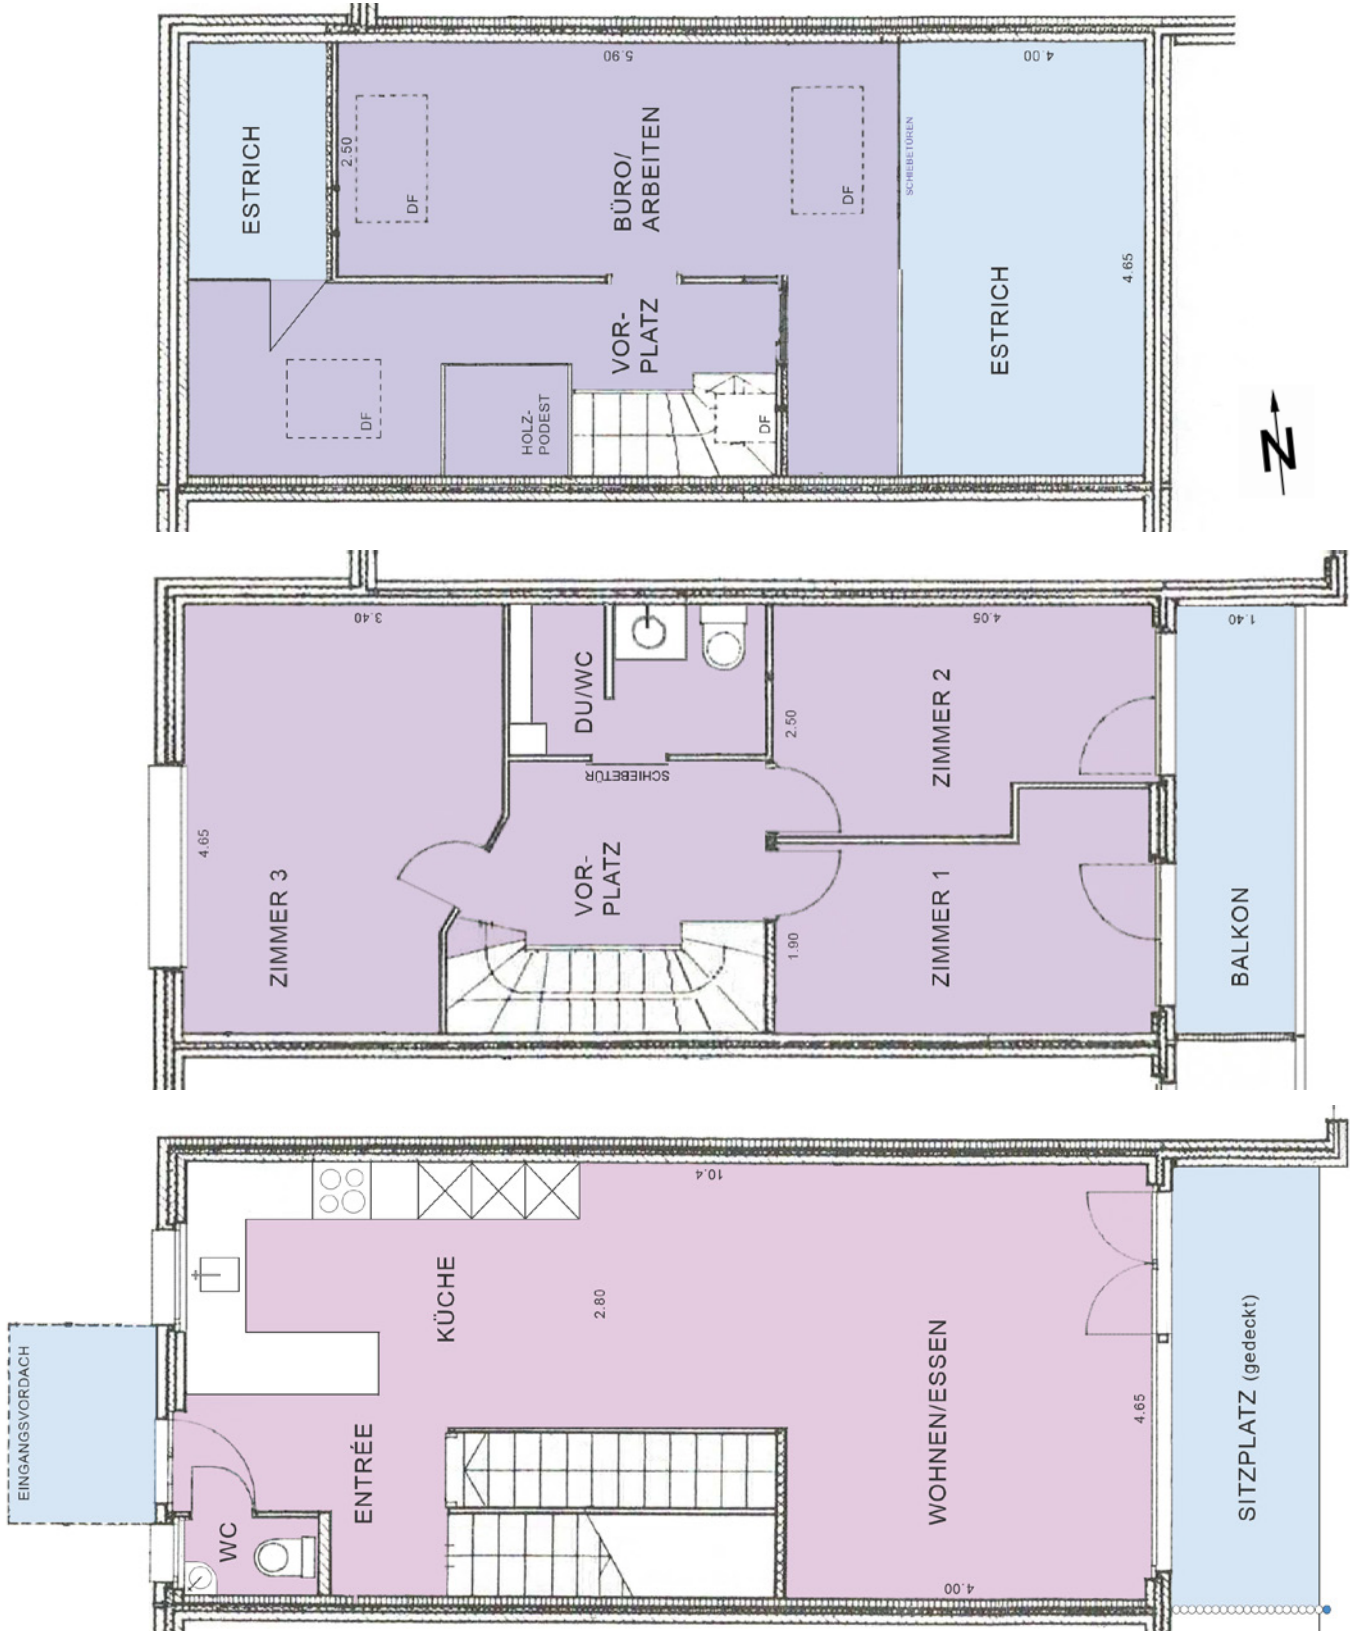 ESTRICH
2.50
DF
5.90
BÜRO/
ARBEITEN
DF
SCHIEBETÜREN
4.00
4.65
ESTRICH
VOR-
PLATZ
DF
HOLZ-
PODEST
DF
N
3.40
4.65
ZIMMER 3
DU/WC
SCHIEBETÜR
VOR-
PLATZ
2.50
4.05
ZIMMER 2
1.90
ZIMMER 1
1.40
BALKON
10.4
KÜCHE
2.80
EINGANGSVORDACH
ENTRÉE
WC
WOHNEN/ESSEN
4.65
4.00
SITZPLATZ (gedeckt)